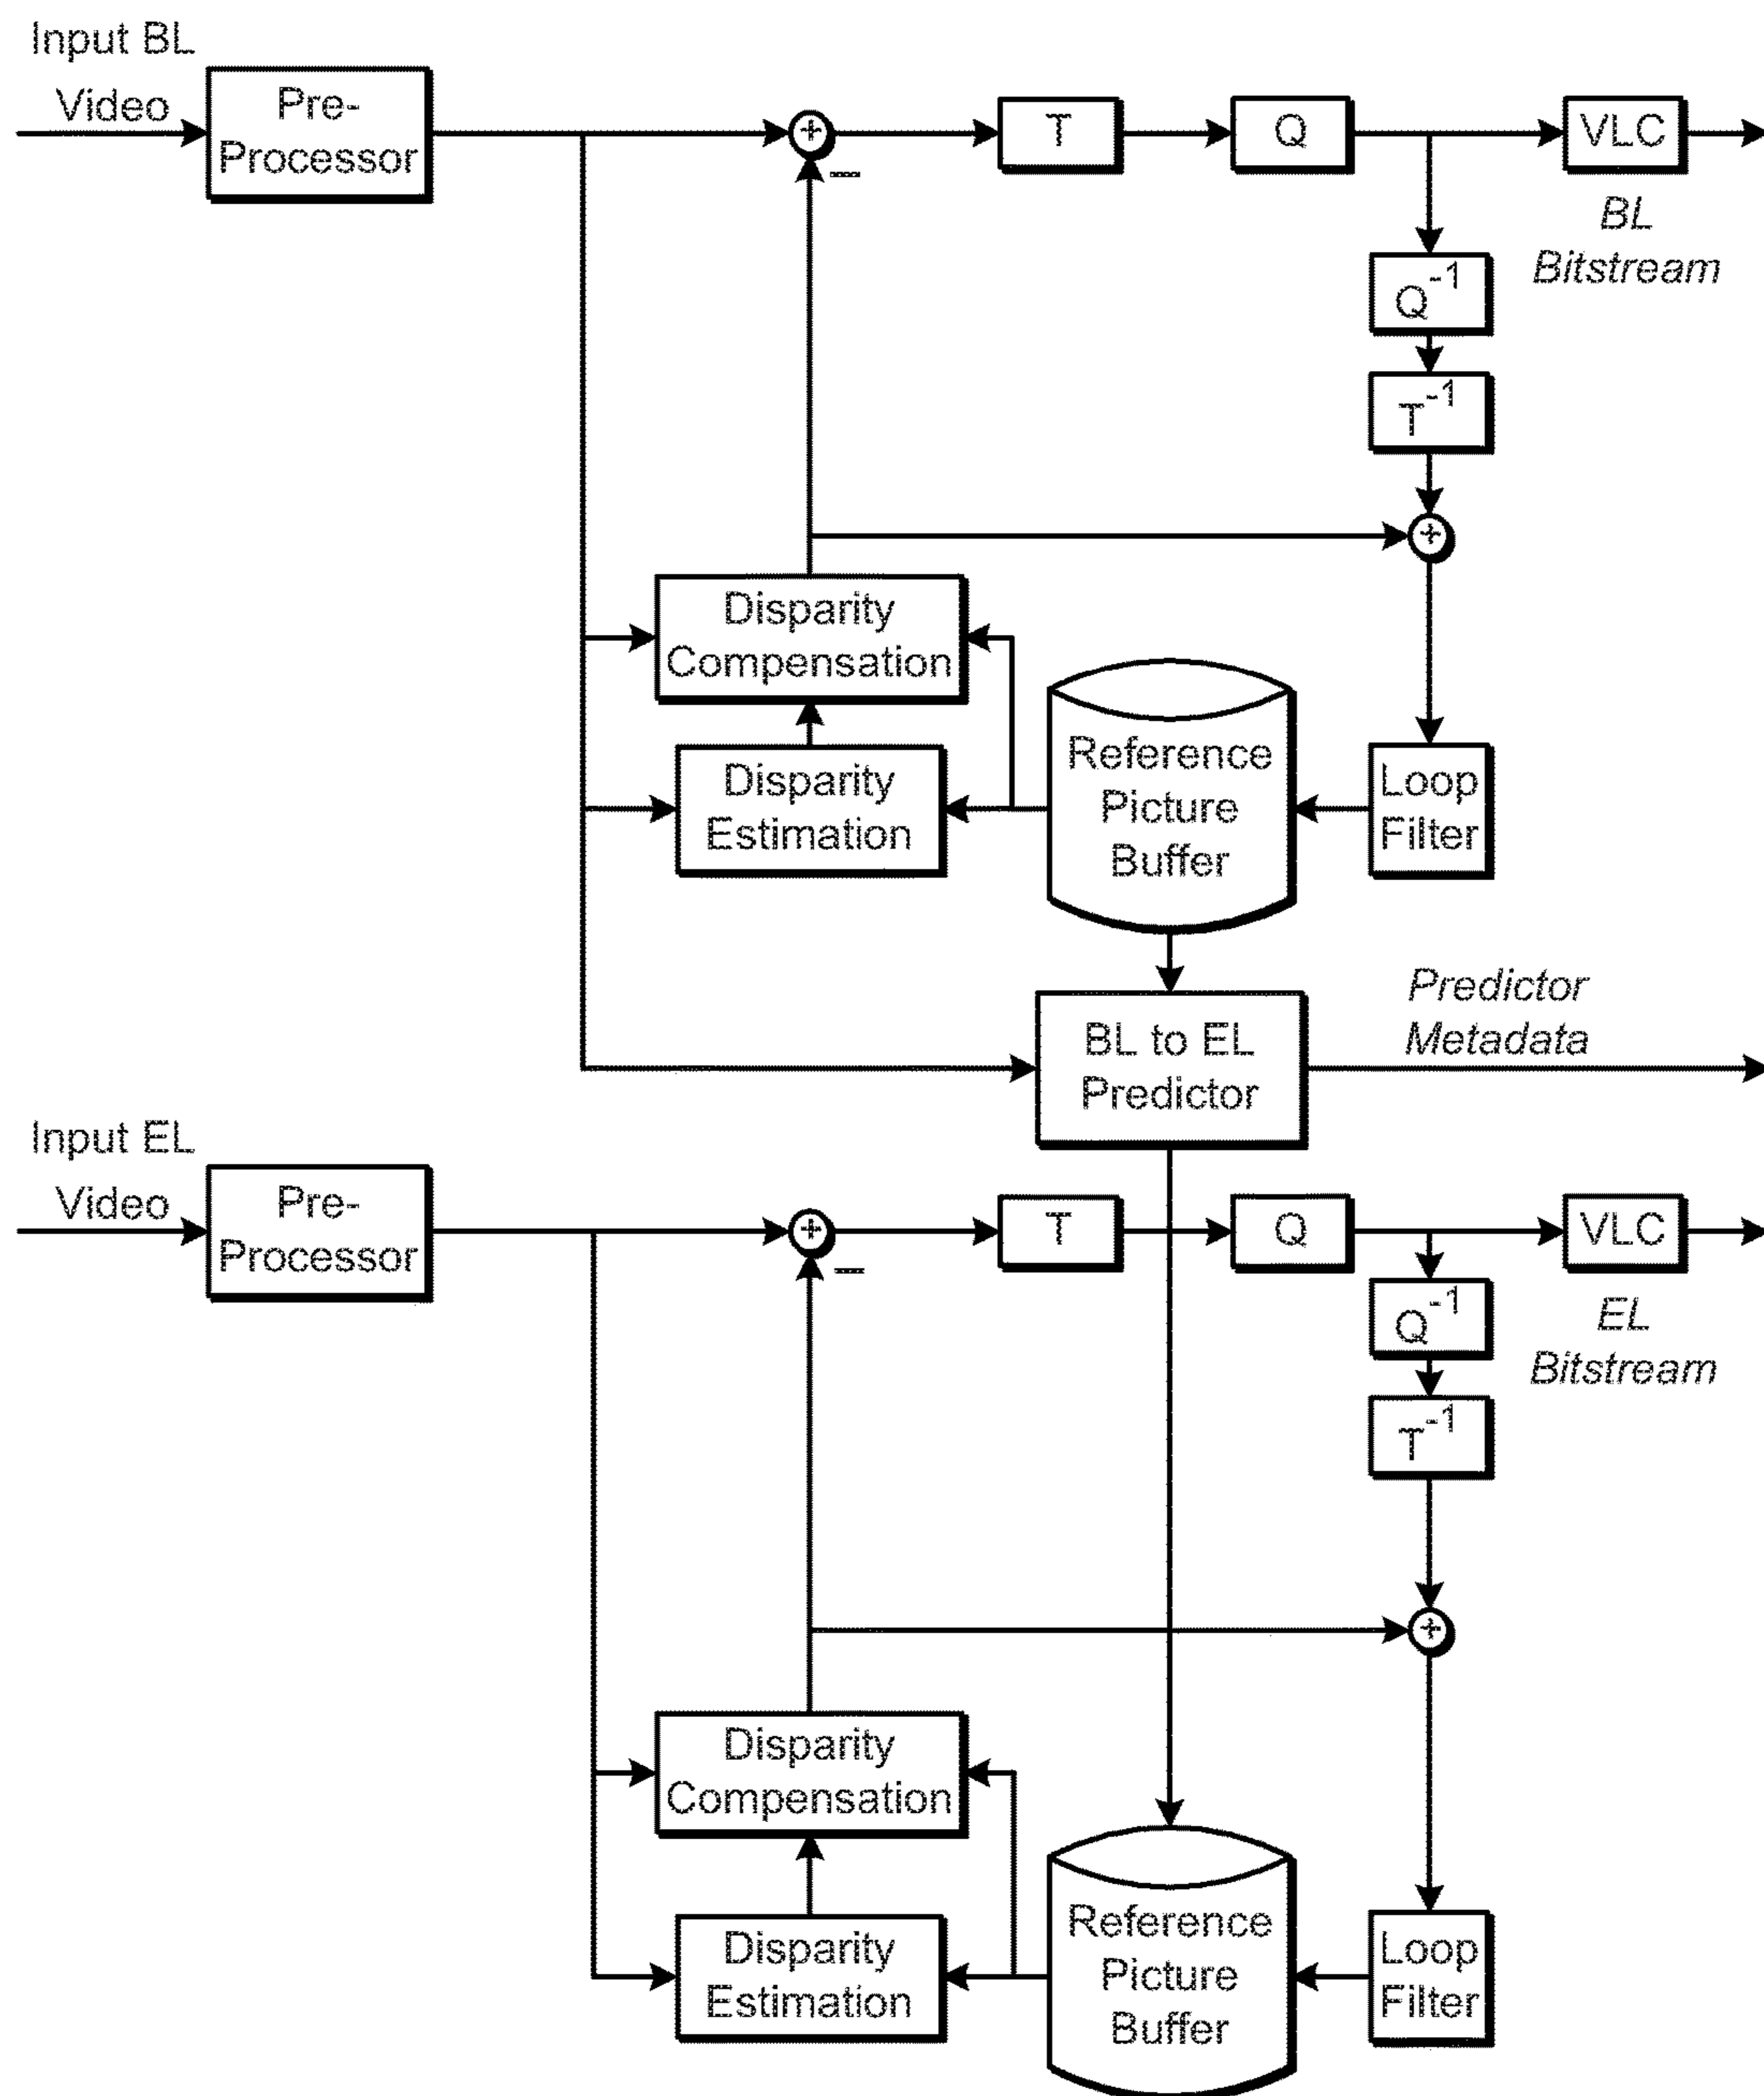 Input BL
Video
Pre-
Processor
+
T
Q
VLC
BL
Bitstream
Q-1
T-1
+
Disparity
Compensation
Disparity
Estimation
Reference
Picture
Buffer
Loop
Filter
BL to EL
Predictor
Predictor
Metadata
Input EL
Video
Pre-
Processor
+
T
Q
VLC
EL
Bitstream
Q-1
T-1
+
Disparity
Compensation
Disparity
Estimation
Reference
Picture
Buffer
Loop
Filter